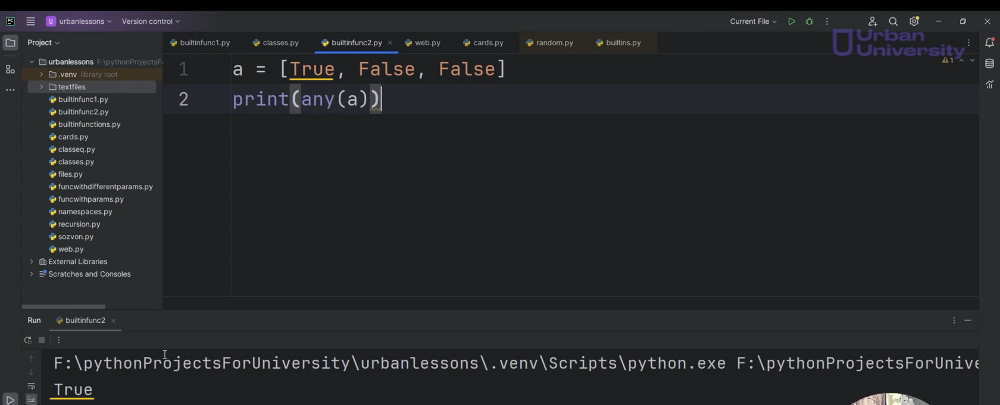 PC
U urbanlessons
Version control
Current File
Project
builtinfunc1.py
classes.py
builtinfunc2.py
web.py
cards.py
random.py
builtins.py
Urban
University
urbanlessons F:\pythonProjectsF
.venv library root
textfiles
builtinfunc1.py
builtinfunc2.py
builtinfunctions.py
cards.py
classeq.py
classes.py
files.py
funcwithdifferentparams.py
funcwithparams.py
namespaces.py
recursion.py
sozvon.py
web.py
External Libraries
Scratches and Consoles
1
1 a = [True, False, False]
2 print(any(a))
Run builtinfunc2
F:\pythonProjectsForUniversity\urbanlessons\.venv\Scripts\python.exe F:\pythonProjectsForUnive
True